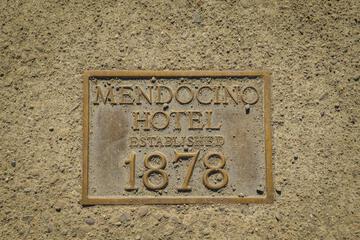 MENDOCINO
HOTEL
ESTABLISHED
1878